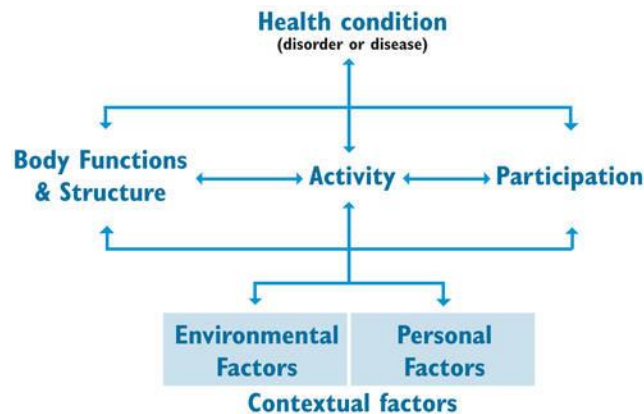 Health condition
(disorder or disease)
Body Functions
& Structure
Activity
Participation
Environmental
Factors
Personal
Factors
Contextual factors